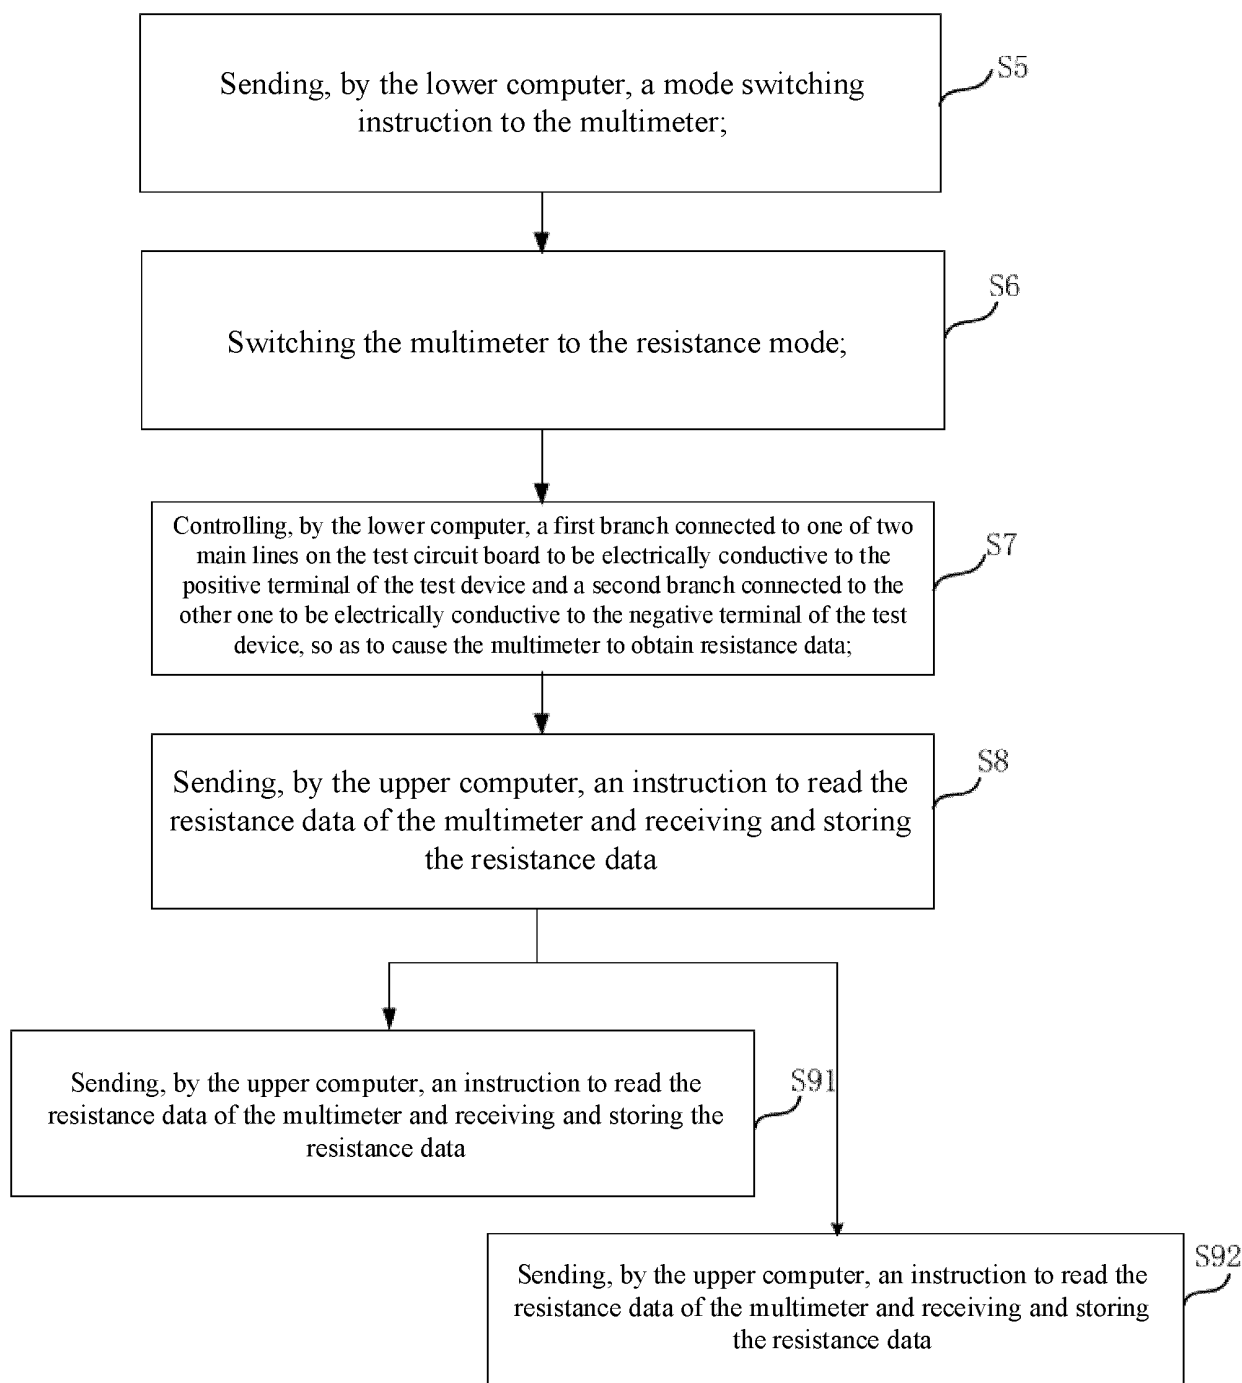 Sending, by the lower computer, a mode switching
instruction to the multimeter;
S5
Switching the multimeter to the resistance mode;
S6
Controlling, by the lower computer, a first branch connected to one of two
main lines on the test circuit board to be electrically conductive to the
positive terminal of the test device and a second branch connected to the
other one to be electrically conductive to the negative terminal of the test
device, so as to cause the multimeter to obtain resistance data;
S7
Sending, by the upper computer, an instruction to read the
resistance data of the multimeter and receiving and storing
the resistance data
S8
Sending, by the upper computer, an instruction to read the
resistance data of the multimeter and receiving and storing the
resistance data
S91
Sending, by the upper computer, an instruction to read the
resistance data of the multimeter and receiving and storing
the resistance data
S92